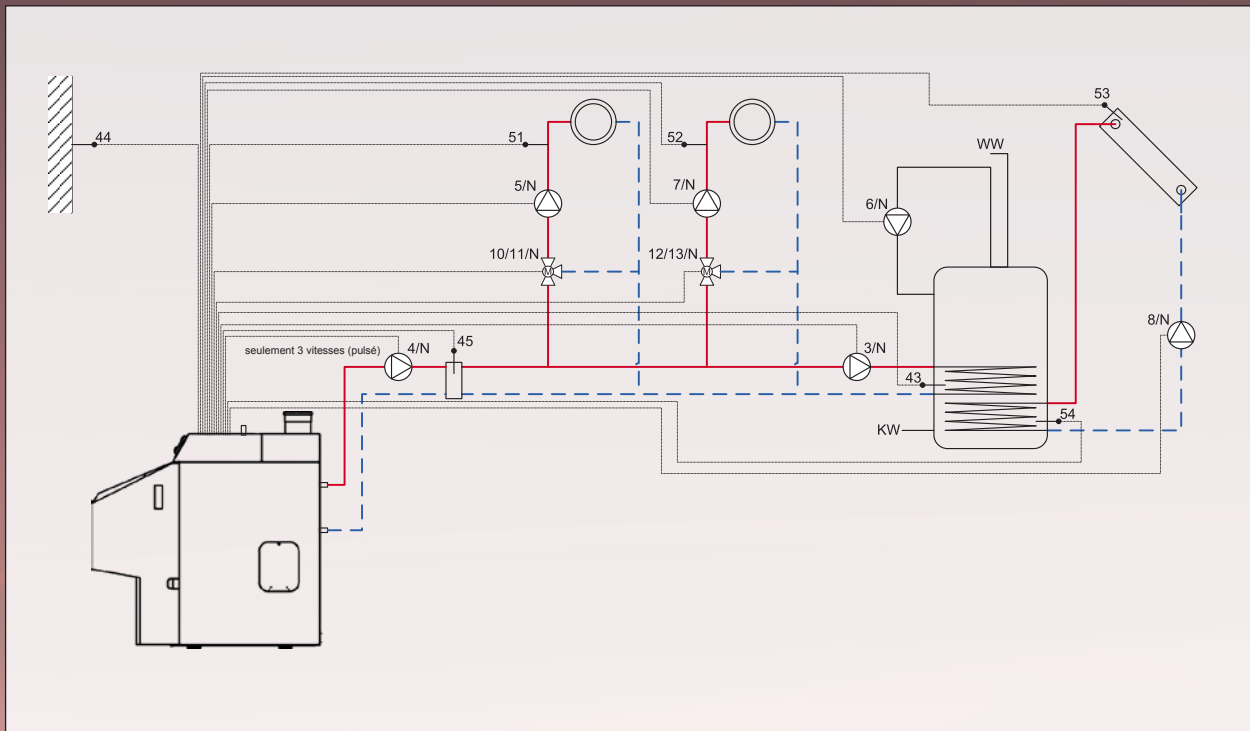 53
44
51
52
WW
5/N
7/N
6/N
10/11/N
12/13/N
M
M
8/N
45
4/N
3/N
seulement 3 vitesses (pulsé)
43
54
KW